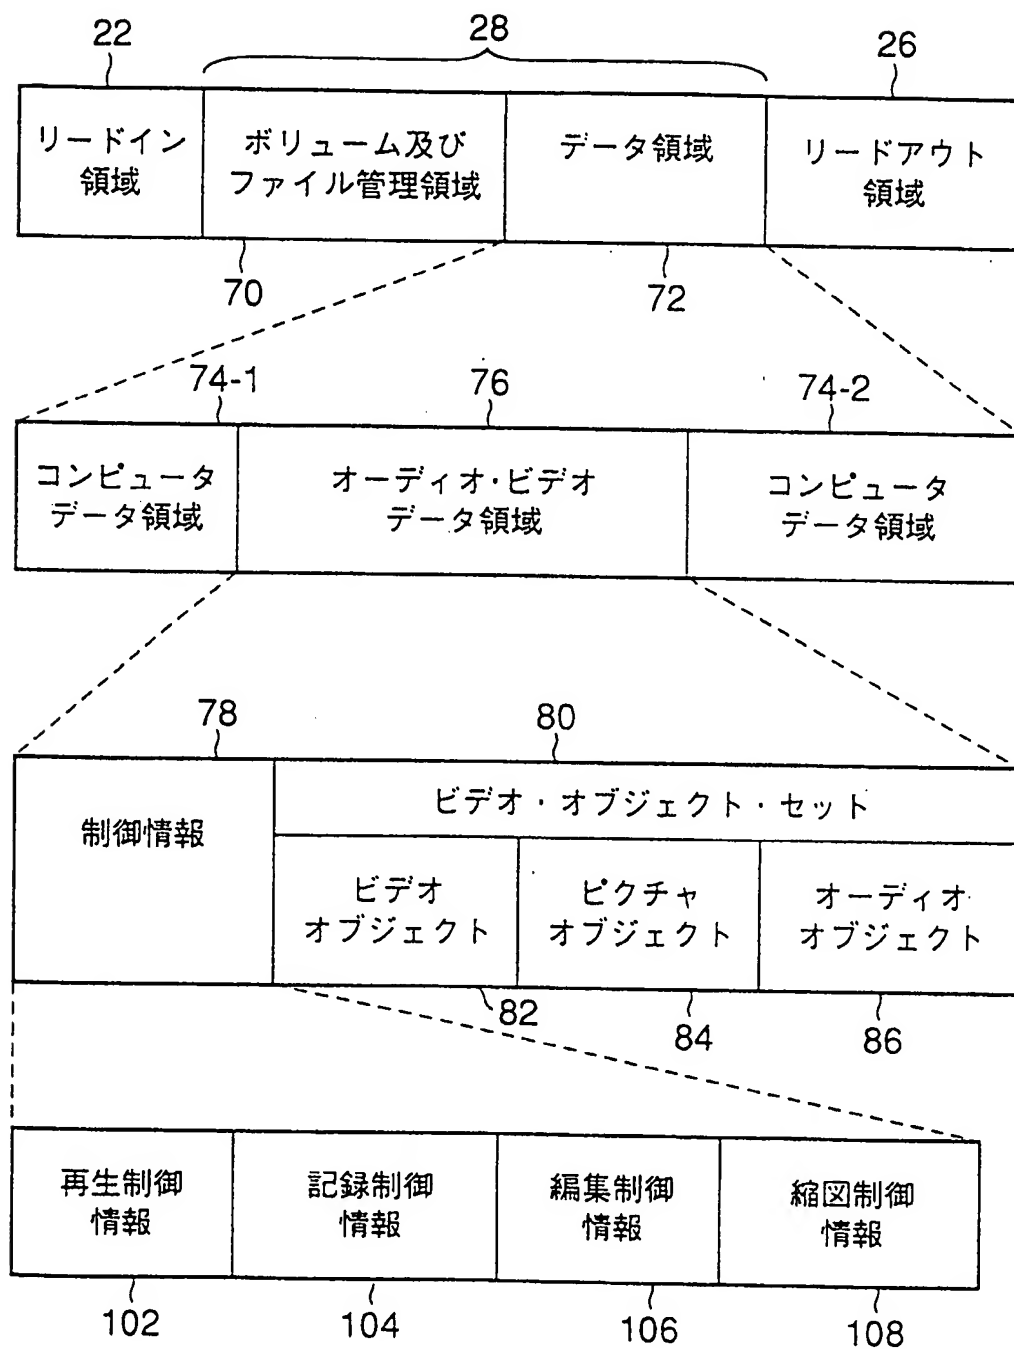 22
28
26
リードイン
領域
ボリューム及び
ファイル管理領域
データ領域
リードアウト
領域
70
72
74-1
76
74-2
コンピュータ
データ領域
オーディオ・ビデオ
データ領域
コンピュータ
データ領域
78
80
制御情報
ビデオ・オブジェクト・セット
ビデオ
オブジェクト
ピクチャ
オブジェクト
オーディオ
オブジェクト
82
84
86
再生制御
情報
記録制御
情報
編集制御
情報
縮図制御
情報
102
104
106
108